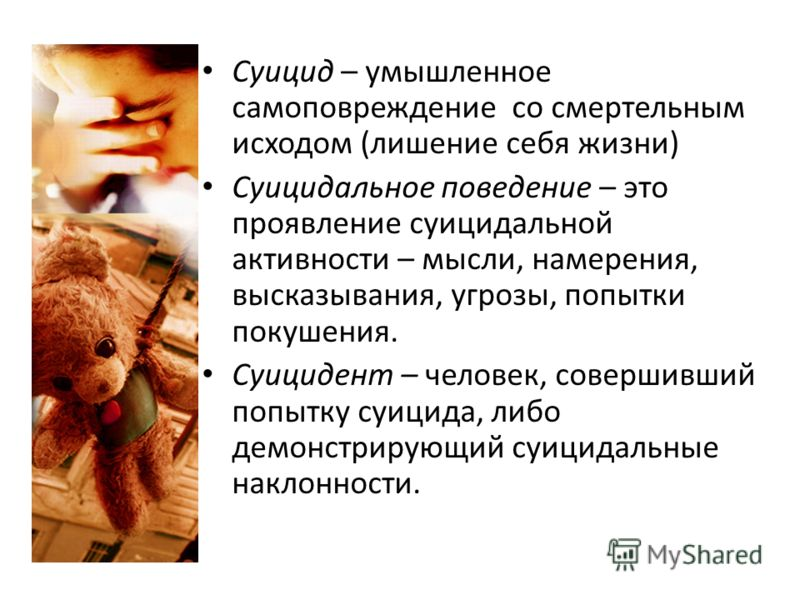 • Суицид – умышленное
самоповреждение со смертельным
исходом (лишение себя жизни)
• Суицидальное поведение – это
проявление суицидальной
активности – мысли, намерения,
высказывания, угрозы, попытки
покушения.
• Суицидент – человек, совершивший
попытку суицида, либо
демонстрирующий суицидальные
наклонности.
MyShared